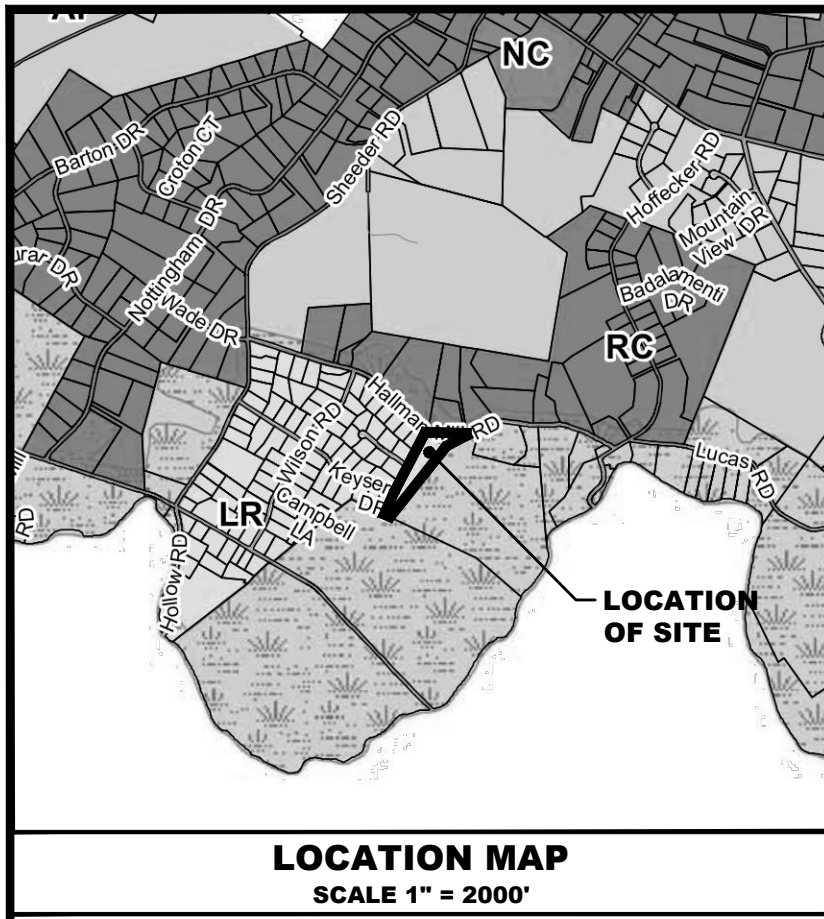 NC
Barton DR
Croton CT
Sheeder RD
Hoffecker RD
Mountain
View DR
Nottingham DR
Badalamenti
DR
Wade DR
RC
RD
Wilson RD
Keyser
DR
Lucas RD
Campbell
LA
LR
RD
Hollow RD
LOCATION
OF SITE
LOCATION MAP
SCALE 1" = 2000'